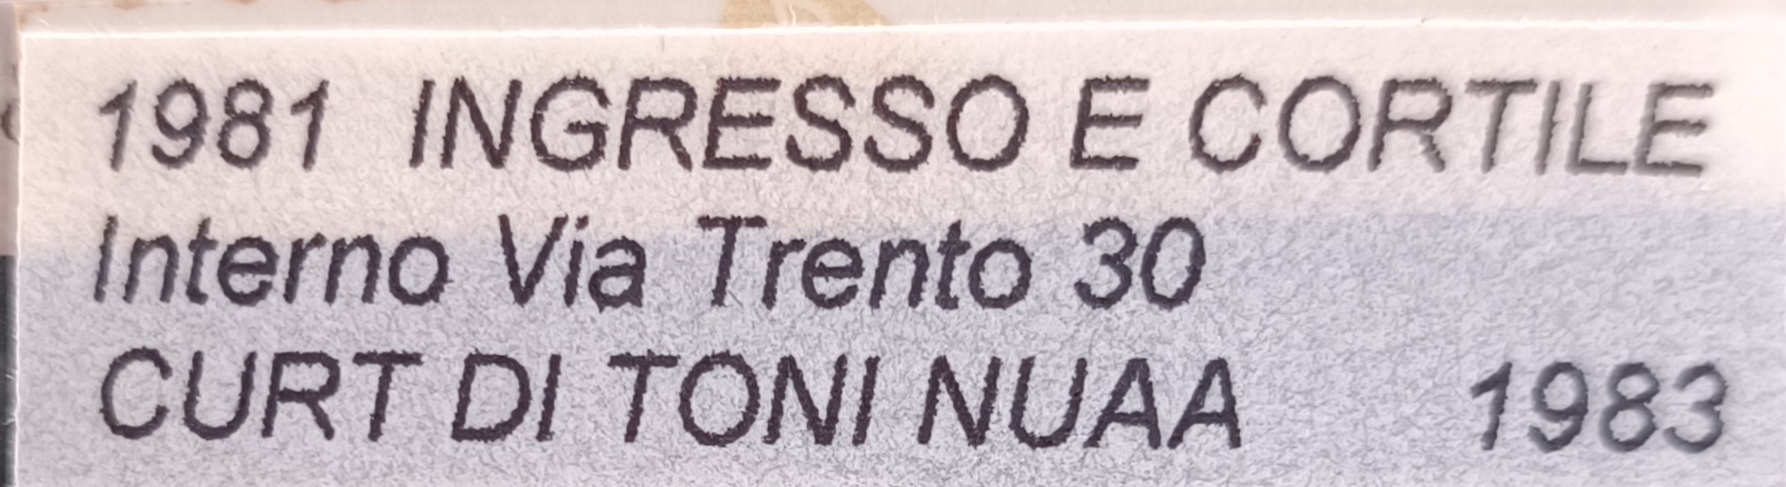 1981 INGRESSO E CORTILE
Interno Via Trento 30
CURT DI TONI NUAA 1983